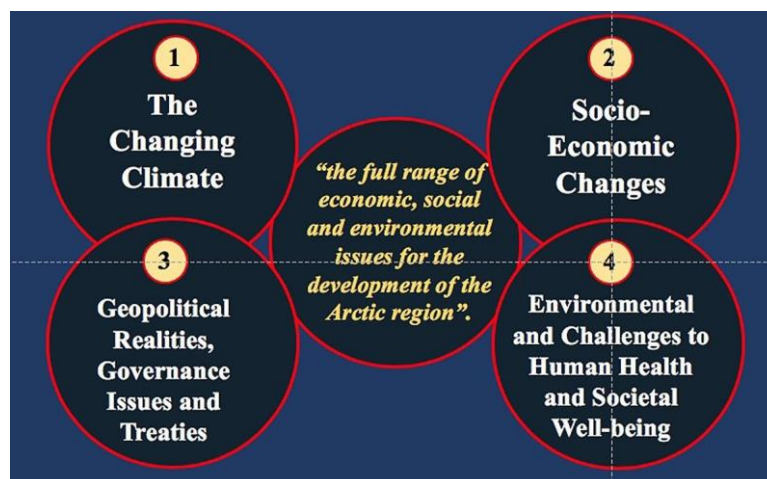 1
The
Changing
Climate
2
Socio-
Economic
Changes
“the full range of
economic, social
and environmental
issues for the
development of the
Arctic region”.
3
Geopolitical
Realities,
Governance
Issues and
Treaties
4
Environmental
and Challenges to
Human Health
and Societal
Well-being